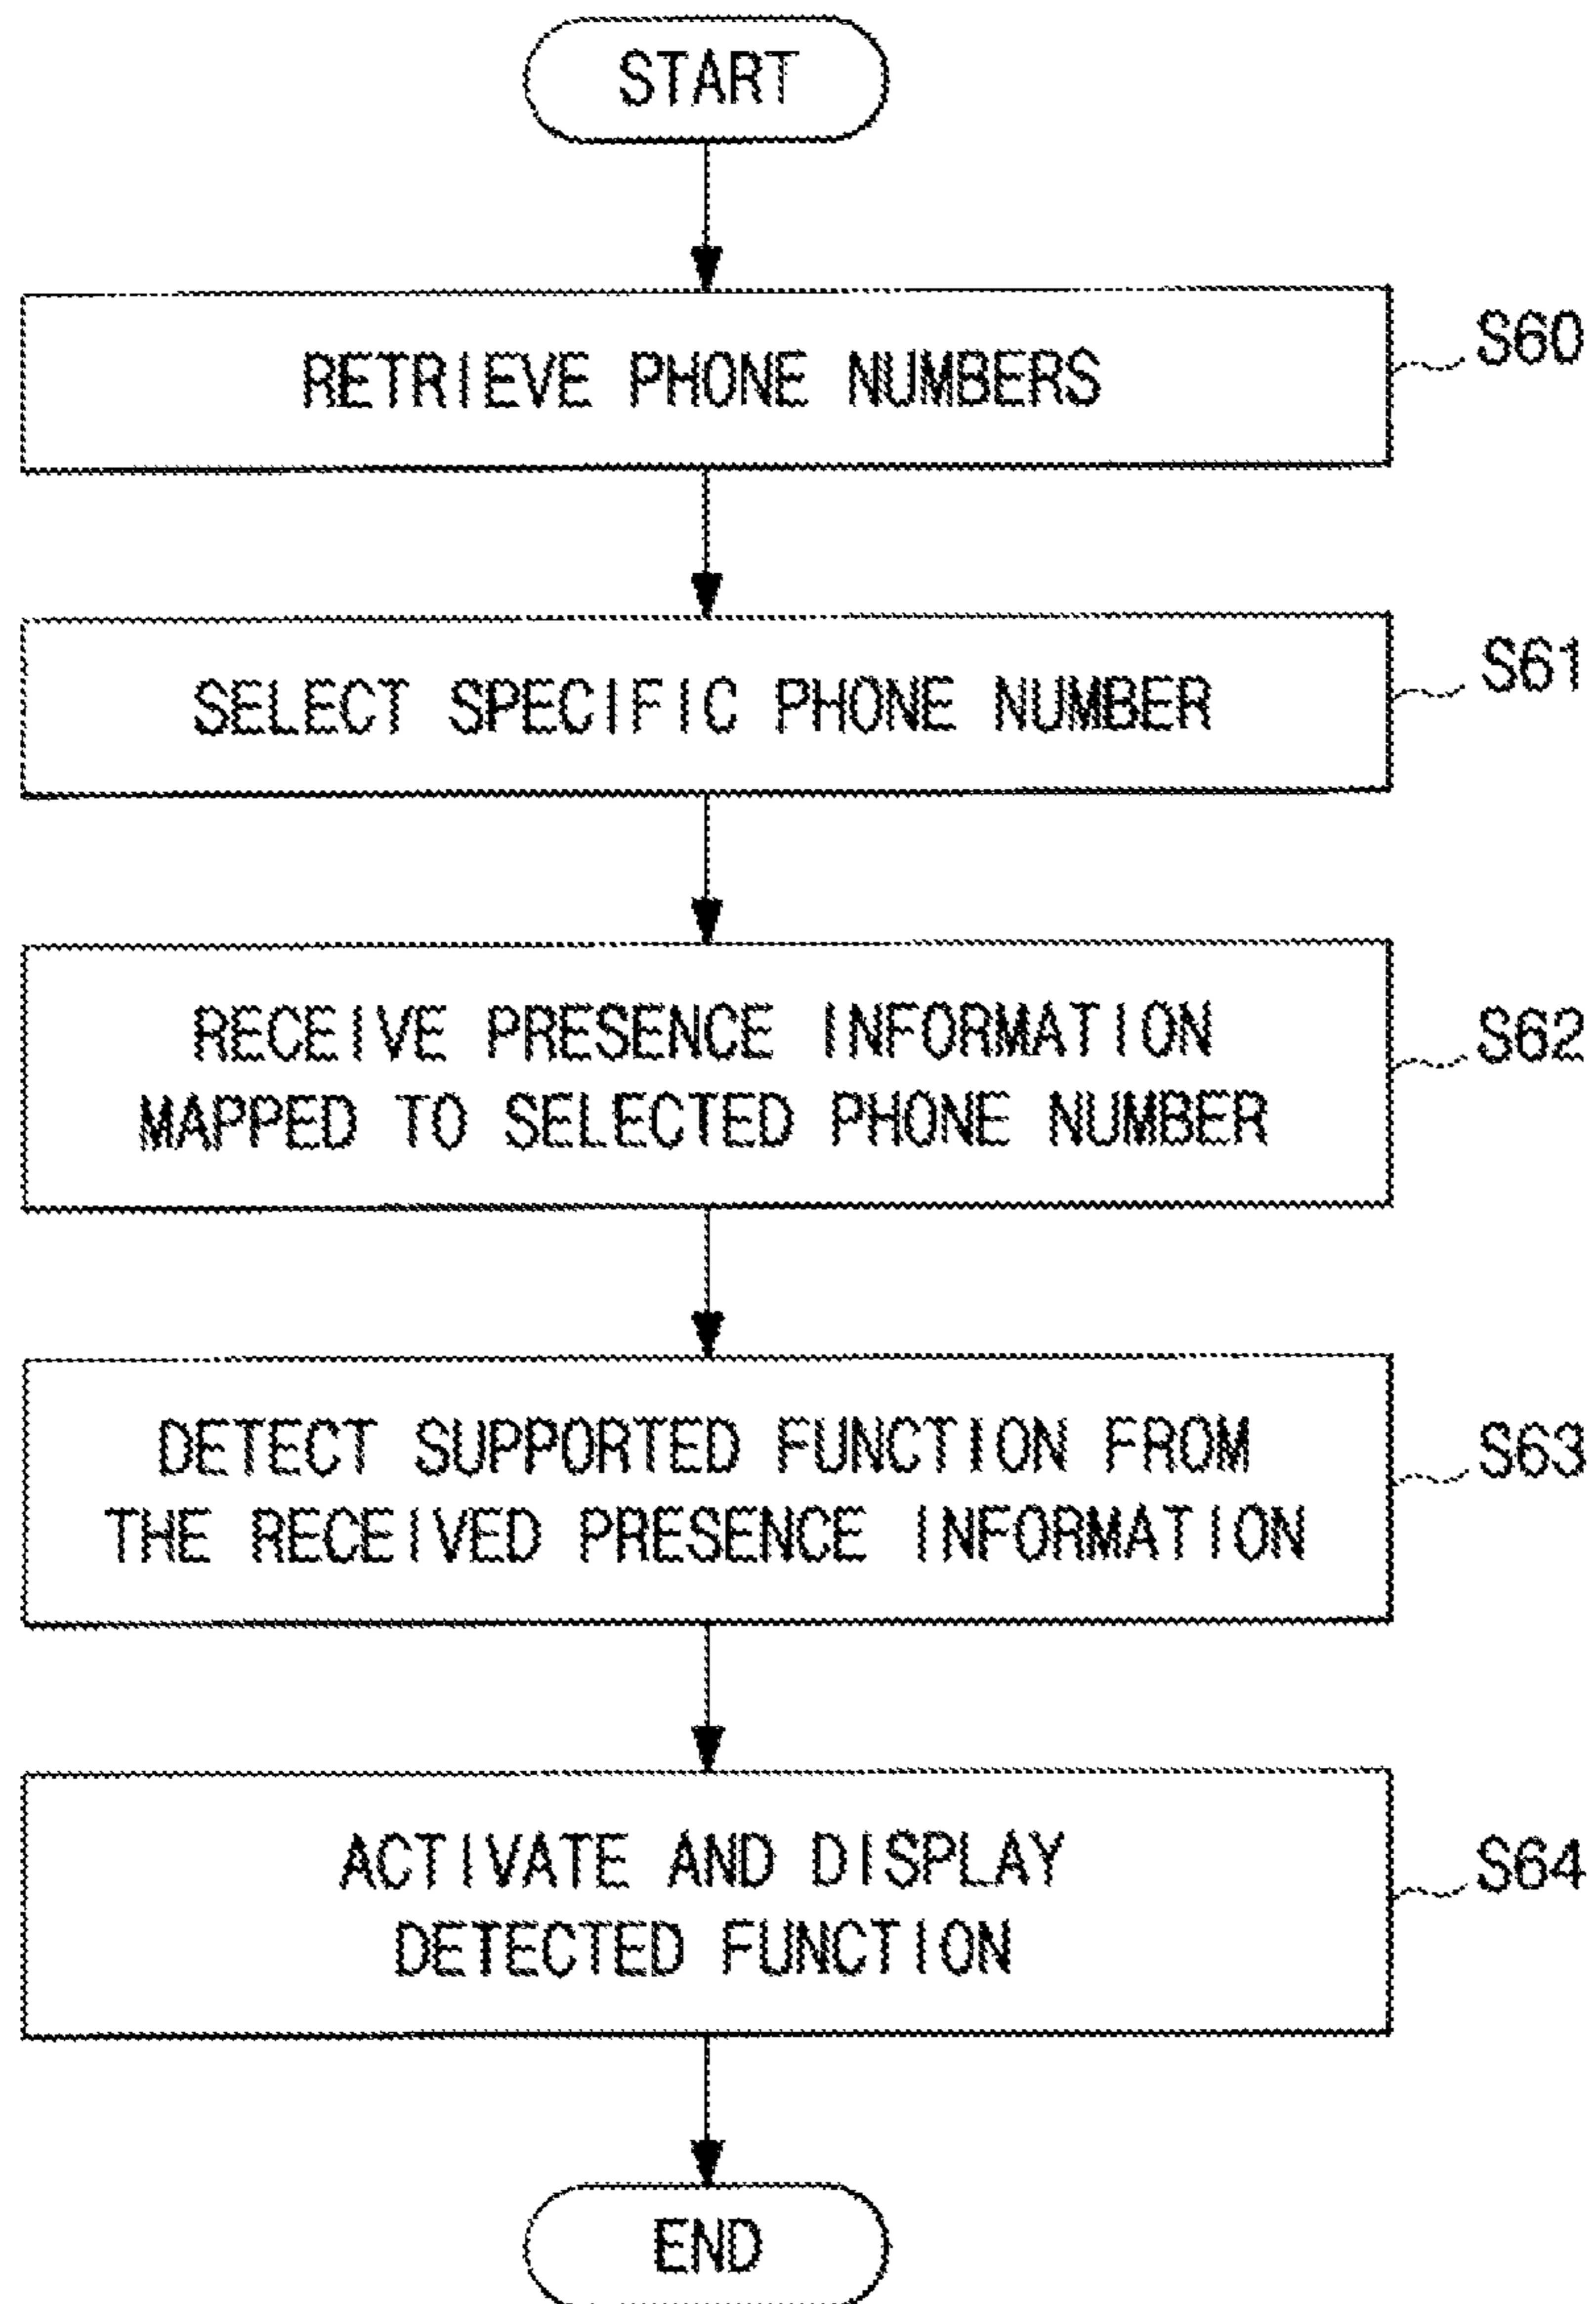 START
RETRIEVE PHONE NUMBERS
S60
SELECT SPECIFIC PHONE NUMBER
S61
RECEIVE PRESENCE INFORMATION
MAPPED TO SELECTED PHONE NUMBER
S62
DETECT SUPPORTED FUNCTION FROM
THE RECEIVED PRESENCE INFORMATION
S63
ACTIVATE AND DISPLAY
DETECTED FUNCTION
S64
END